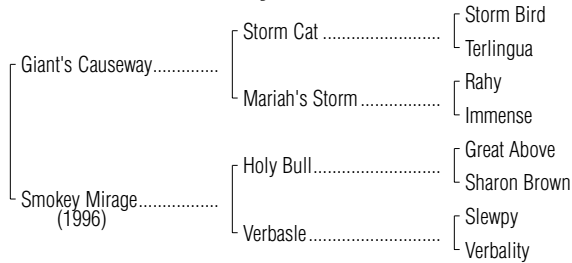 Storm Bird
Storm Cat ......................
Terlingua
Giant's Causeway.............
Rahy
Mariah's Storm ...............
Immense
Great Above
Holy Bull........................
Sharon Brown
Smokey Mirage................
(1996)
Slewpy
Verbasle.........................
Verbality